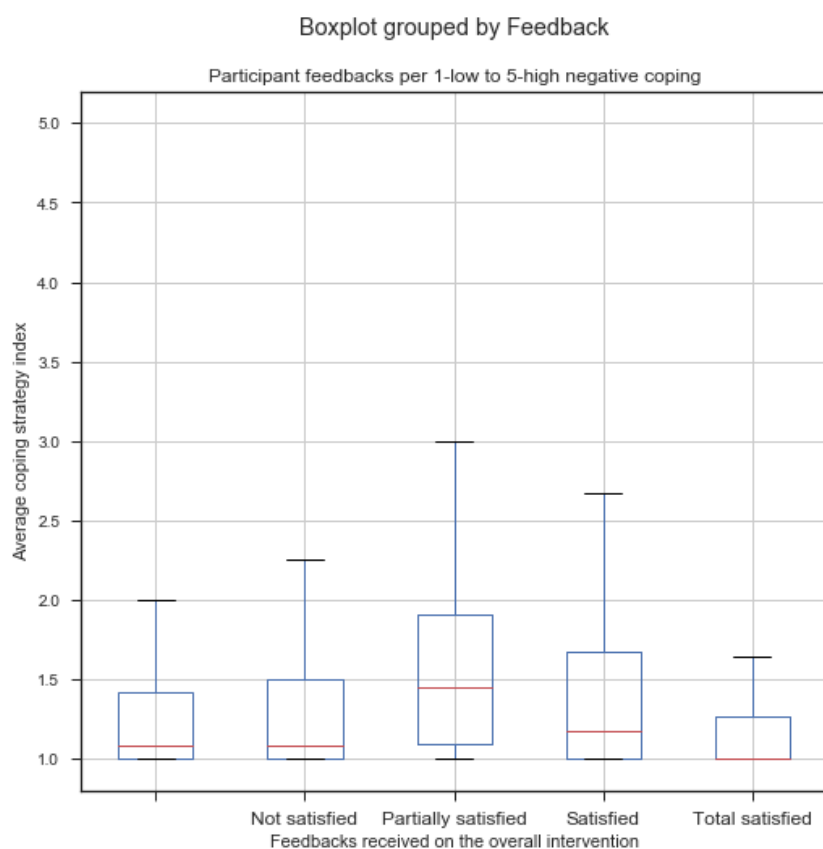 Boxplot grouped by Feedback
Participant feedbacks per 1-low to 5-high negative coping
5.0
4.5
4.0
3.5
3.0
2.5
2.0
1.5
1.0
Average coping strategy index
Not satisfied Partially satisfied Satisfied Total satisfied
Feedbacks received on the overall intervention